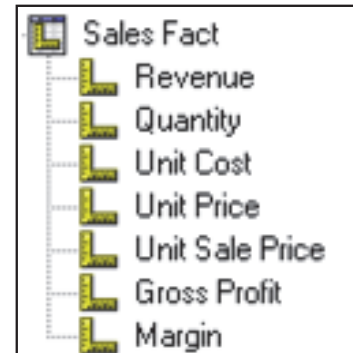 Sales Fact
Revenue
Quantity
Unit Cost
Unit Price
Unit Sale Price
Gross Profit
Margin